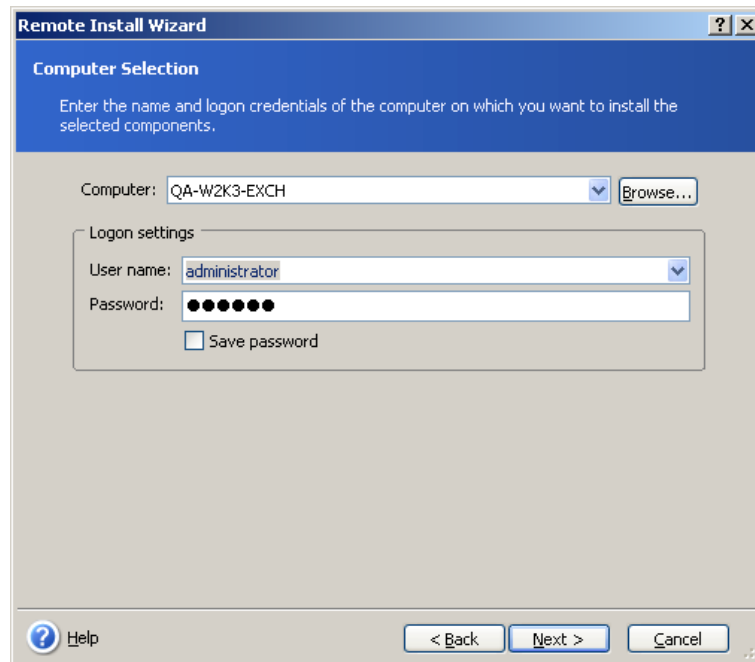 Remote Install Wizard
Computer Selection
Enter the name and logon credentials of the computer on which you want to install the
selected components.
Computer: QA-W2K3-EXCH Browse...
Logon settings
User name: administrator
Password: ●●●●●●
Save password
Help < Back Next > Cancel